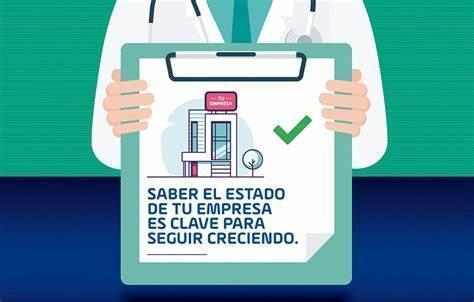 TU
EMPRESA
SABER EL ESTADO
DE TU EMPRESA
ES CLAVE PARA
SEGUIR CRECIENDO.